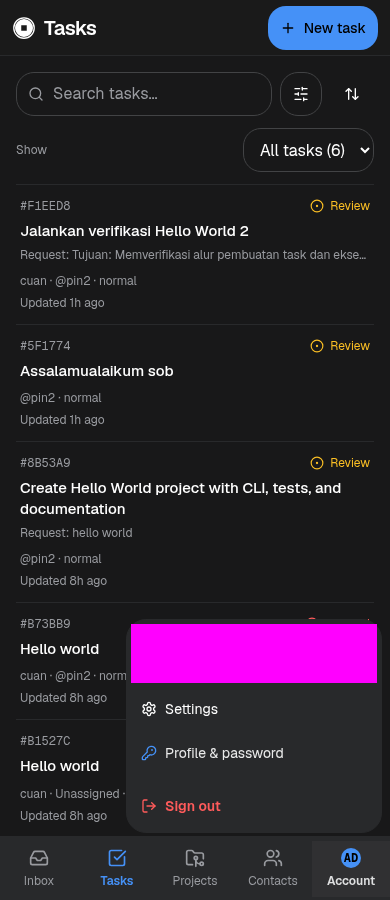 Tasks
+ New task
Search tasks...
Show
All tasks (6)
#F1EED8
Review
Jalankan verifikasi Hello World 2
Request: Tujuan: Memverifikasi alur pembuatan task dan ekse...
cuan · @pin2 · normal
Updated 1h ago
#5F1774
Review
Assalamualaikum sob
@pin2 · normal
Updated 1h ago
#8B53A9
Review
Create Hello World project with CLI, tests, and
documentation
Request: hello world
@pin2 · normal
Updated 8h ago
#B73BB9
Hello world
cuan · @pin2 · norm
Updated 8h ago
#B1527C
Hello world
cuan · Unassigned ·
Updated 8h ago
Settings
Profile & password
Sign out
Inbox
Tasks
Projects
Contacts
AD
Account